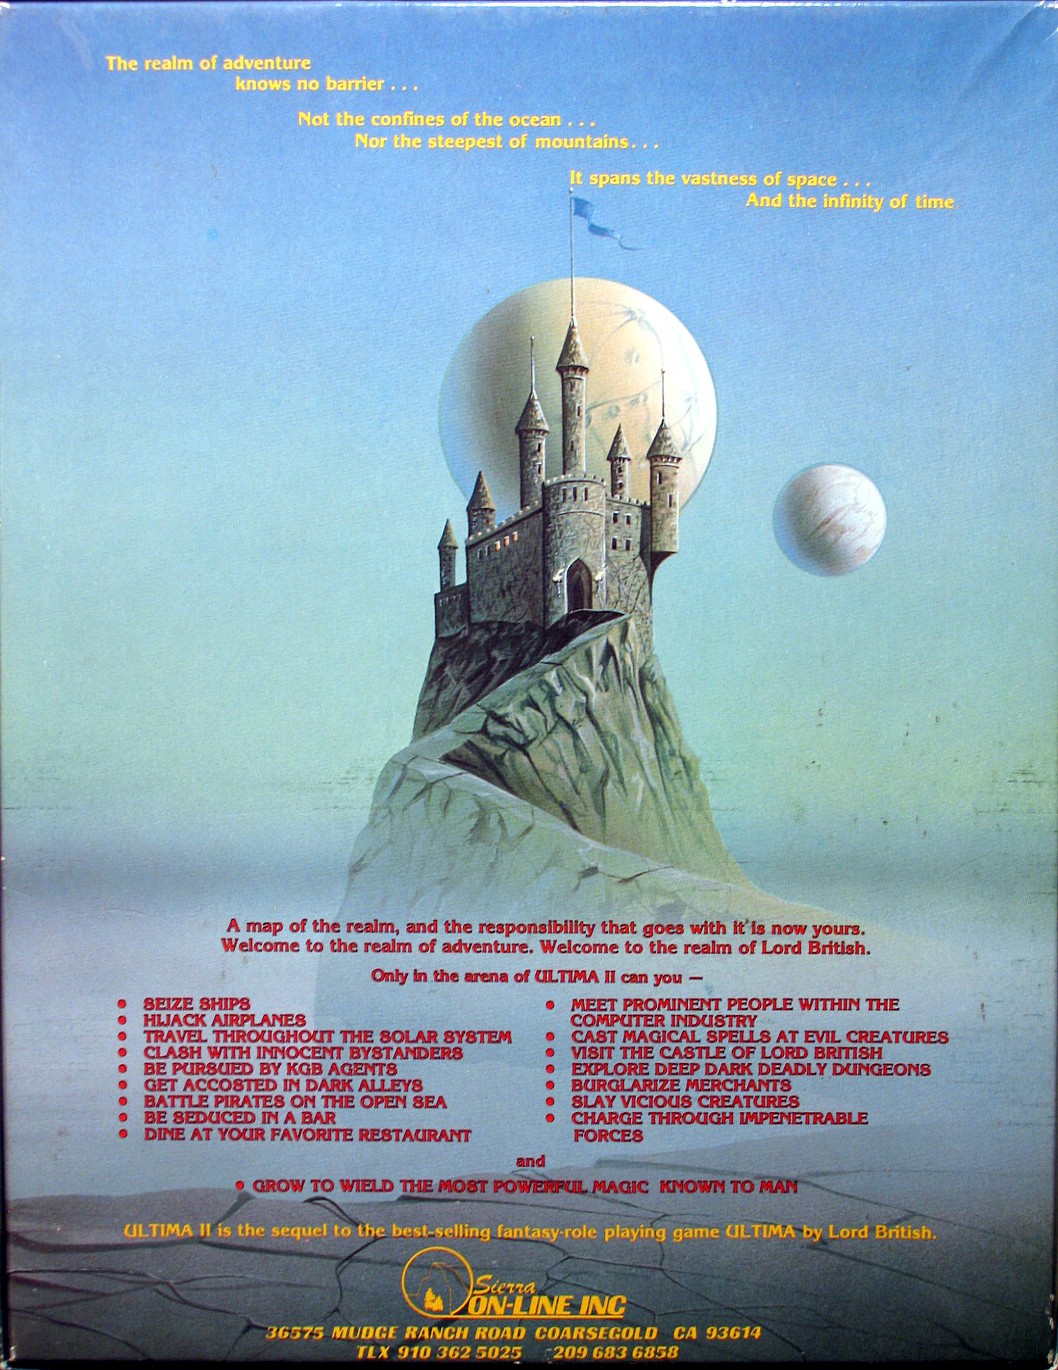 The realm of adventure
knows no barrier . . .
Not the confines of the ocean . . .
Nor the steepest of mountains . . .
It spans the vastness of space . . .
And the infinity of time
A map of the realm, and the responsibility that goes with it is now yours.
Welcome to the realm of adventure. Welcome to the realm of Lord British.
Only in the arena of ULTIMA II can you —
• SEIZE SHIPS
• HIJACK AIRPLANES
• TRAVEL THROUGHOUT THE SOLAR SYSTEM
• CLASH WITH INNOCENT BYSTANDERS
• BE PURSUED BY KGB AGENTS
• GET ACCOSTED IN DARK ALLEYS
• BATTLE PIRATES ON THE OPEN SEA
• BE SEDUCED IN A BAR
• DINE AT YOUR FAVORITE RESTAURANT
• MEET PROMINENT PEOPLE WITHIN THE
COMPUTER INDUSTRY
• CAST MAGICAL SPELLS AT EVIL CREATURES
• VISIT THE CASTLE OF LORD BRITISH
• EXPLORE DEEP DARK DEADLY DUNGEONS
• BURGLARIZE MERCHANTS
• SLAY VICIOUS CREATURES
• CHARGE THROUGH IMPENETRABLE
FORCES
and
• GROW TO WIELD THE MOST POWERFUL MAGIC KNOWN TO MAN
ULTIMA II is the sequel to the best-selling fantasy-role playing game ULTIMA by Lord British.
Sierra
ON-LINE INC
36575 MUDGE RANCH ROAD COARSEGOLD CA 93614
TLX 910 362 5025 209 683 6858